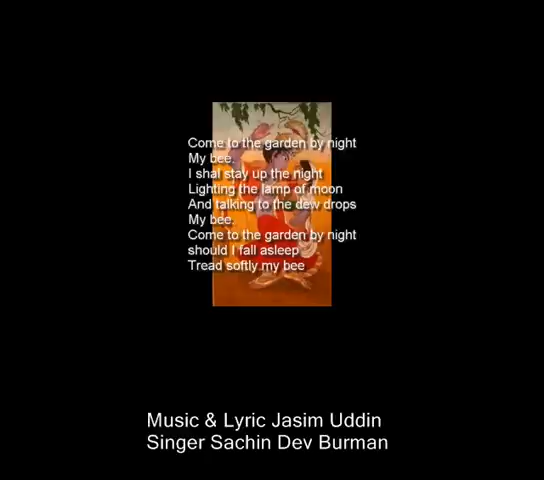 Come to the garden by night
My bee.
I shal stay up the night
Lighting the lamp of moon
And talking to the dew drops
My bee.
Come to the garden by night
should I fall asleep
Tread softly my bee
Music & Lyric Jasim Uddin
Singer Sachin Dev Burman